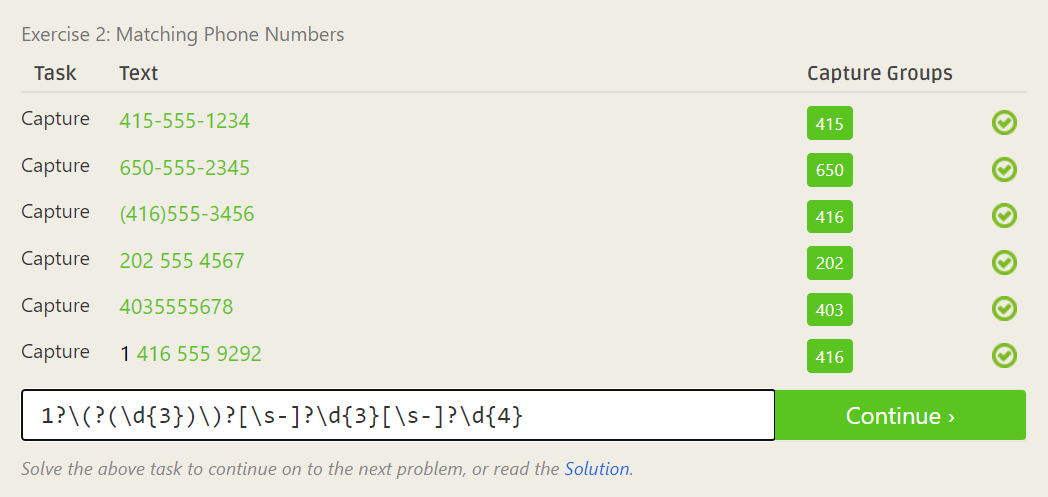 Exercise 2: Matching Phone Numbers
Task Text Capture Groups
Capture 415-555-1234 415
Capture 650-555-2345 650
Capture (416)555-3456 416
Capture 202 555 4567 202
Capture 4035555678 403
Capture 1 416 555 9292 416
1?\(?(\d{3})\)?[\s-]?\d{3}[\s-]?\d{4} Continue ›
Solve the above task to continue on to the next problem, or read the Solution.